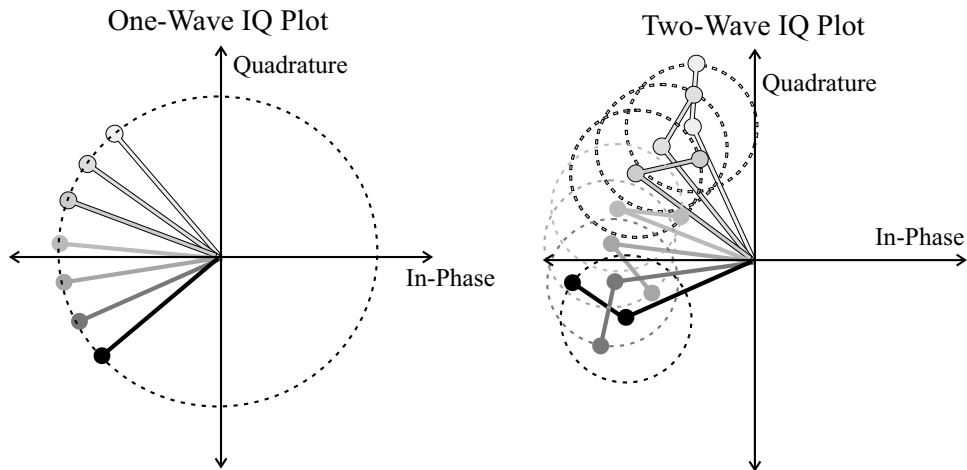 One-Wave IQ Plot
Quadrature
In-Phase
Two-Wave IQ Plot
Quadrature
In-Phase